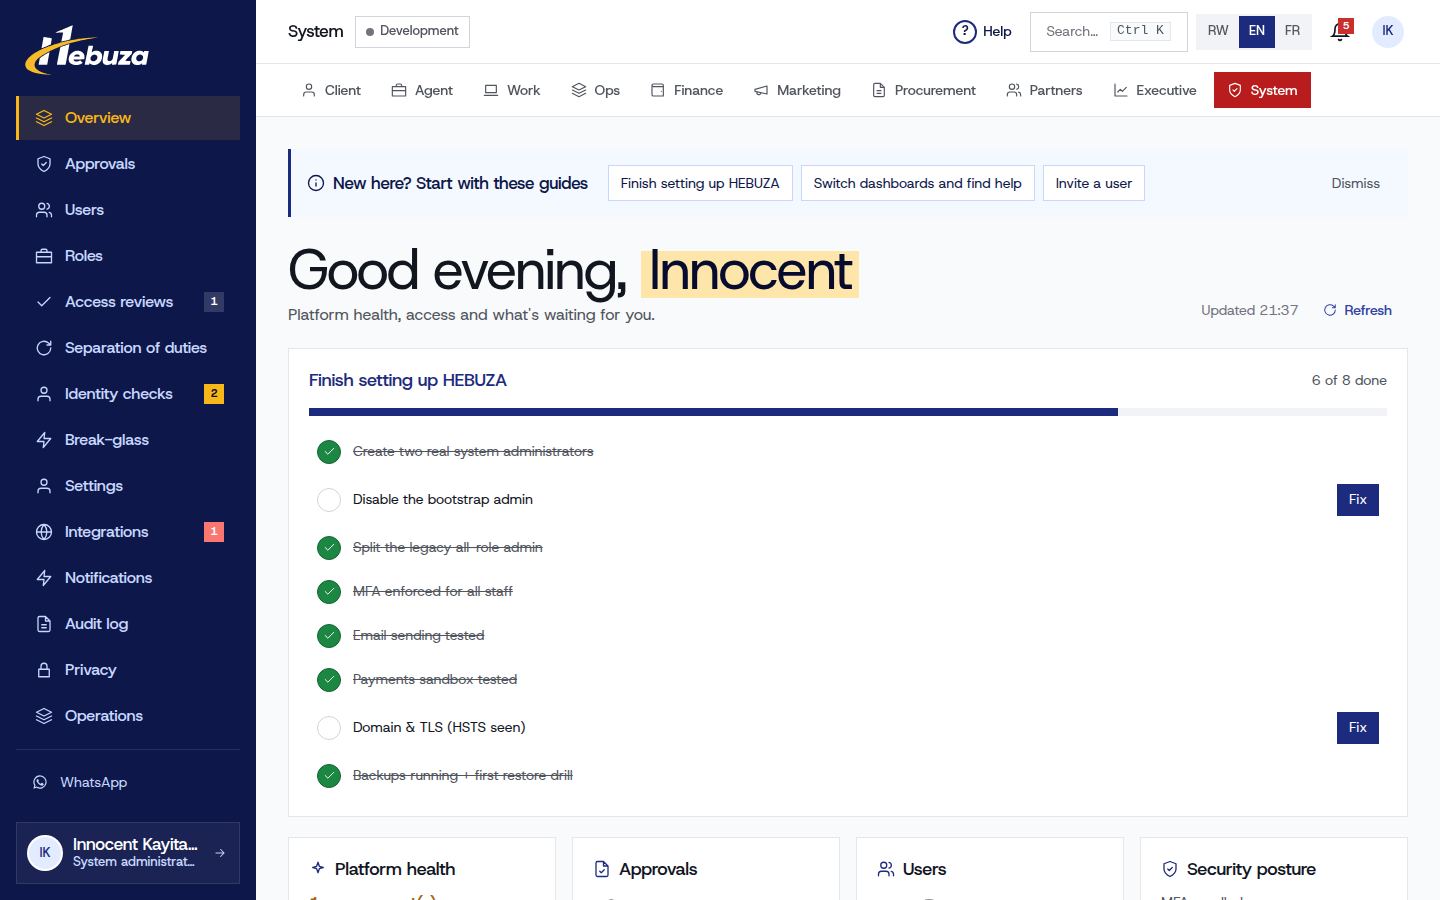 Hebuza
System
Development
? Help
Search...
Ctrl K
RW
EN
FR
5
IK
Client
Agent
Work
Ops
Finance
Marketing
Procurement
Partners
Executive
System
Overview
Approvals
Users
Roles
Access reviews 1
Separation of duties
Identity checks 2
Break-glass
Settings
Integrations 1
Notifications
Audit log
Privacy
Operations
WhatsApp
IK
Innocent Kayita...
System administrat...
New here? Start with these guides
Finish setting up HEBUZA
Switch dashboards and find help
Invite a user
Dismiss
Good evening, Innocent
Platform health, access and what's waiting for you.
Updated 21:37
Refresh
Finish setting up HEBUZA
6 of 8 done
Create two real system administrators
Disable the bootstrap admin
Fix
Split the legacy all-role admin
MFA enforced for all staff
Email sending tested
Payments sandbox tested
Domain & TLS (HSTS seen)
Fix
Backups running + first restore drill
Platform health
Approvals
Users
Security posture